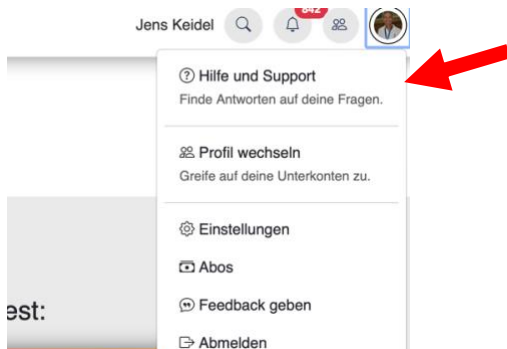 Jens Keidel
842
Hilfe und Support
Finde Antworten auf deine Fragen.
Profil wechseln
Greife auf deine Unterkonten zu.
Einstellungen
Abos
Feedback geben
est:
Abmelden